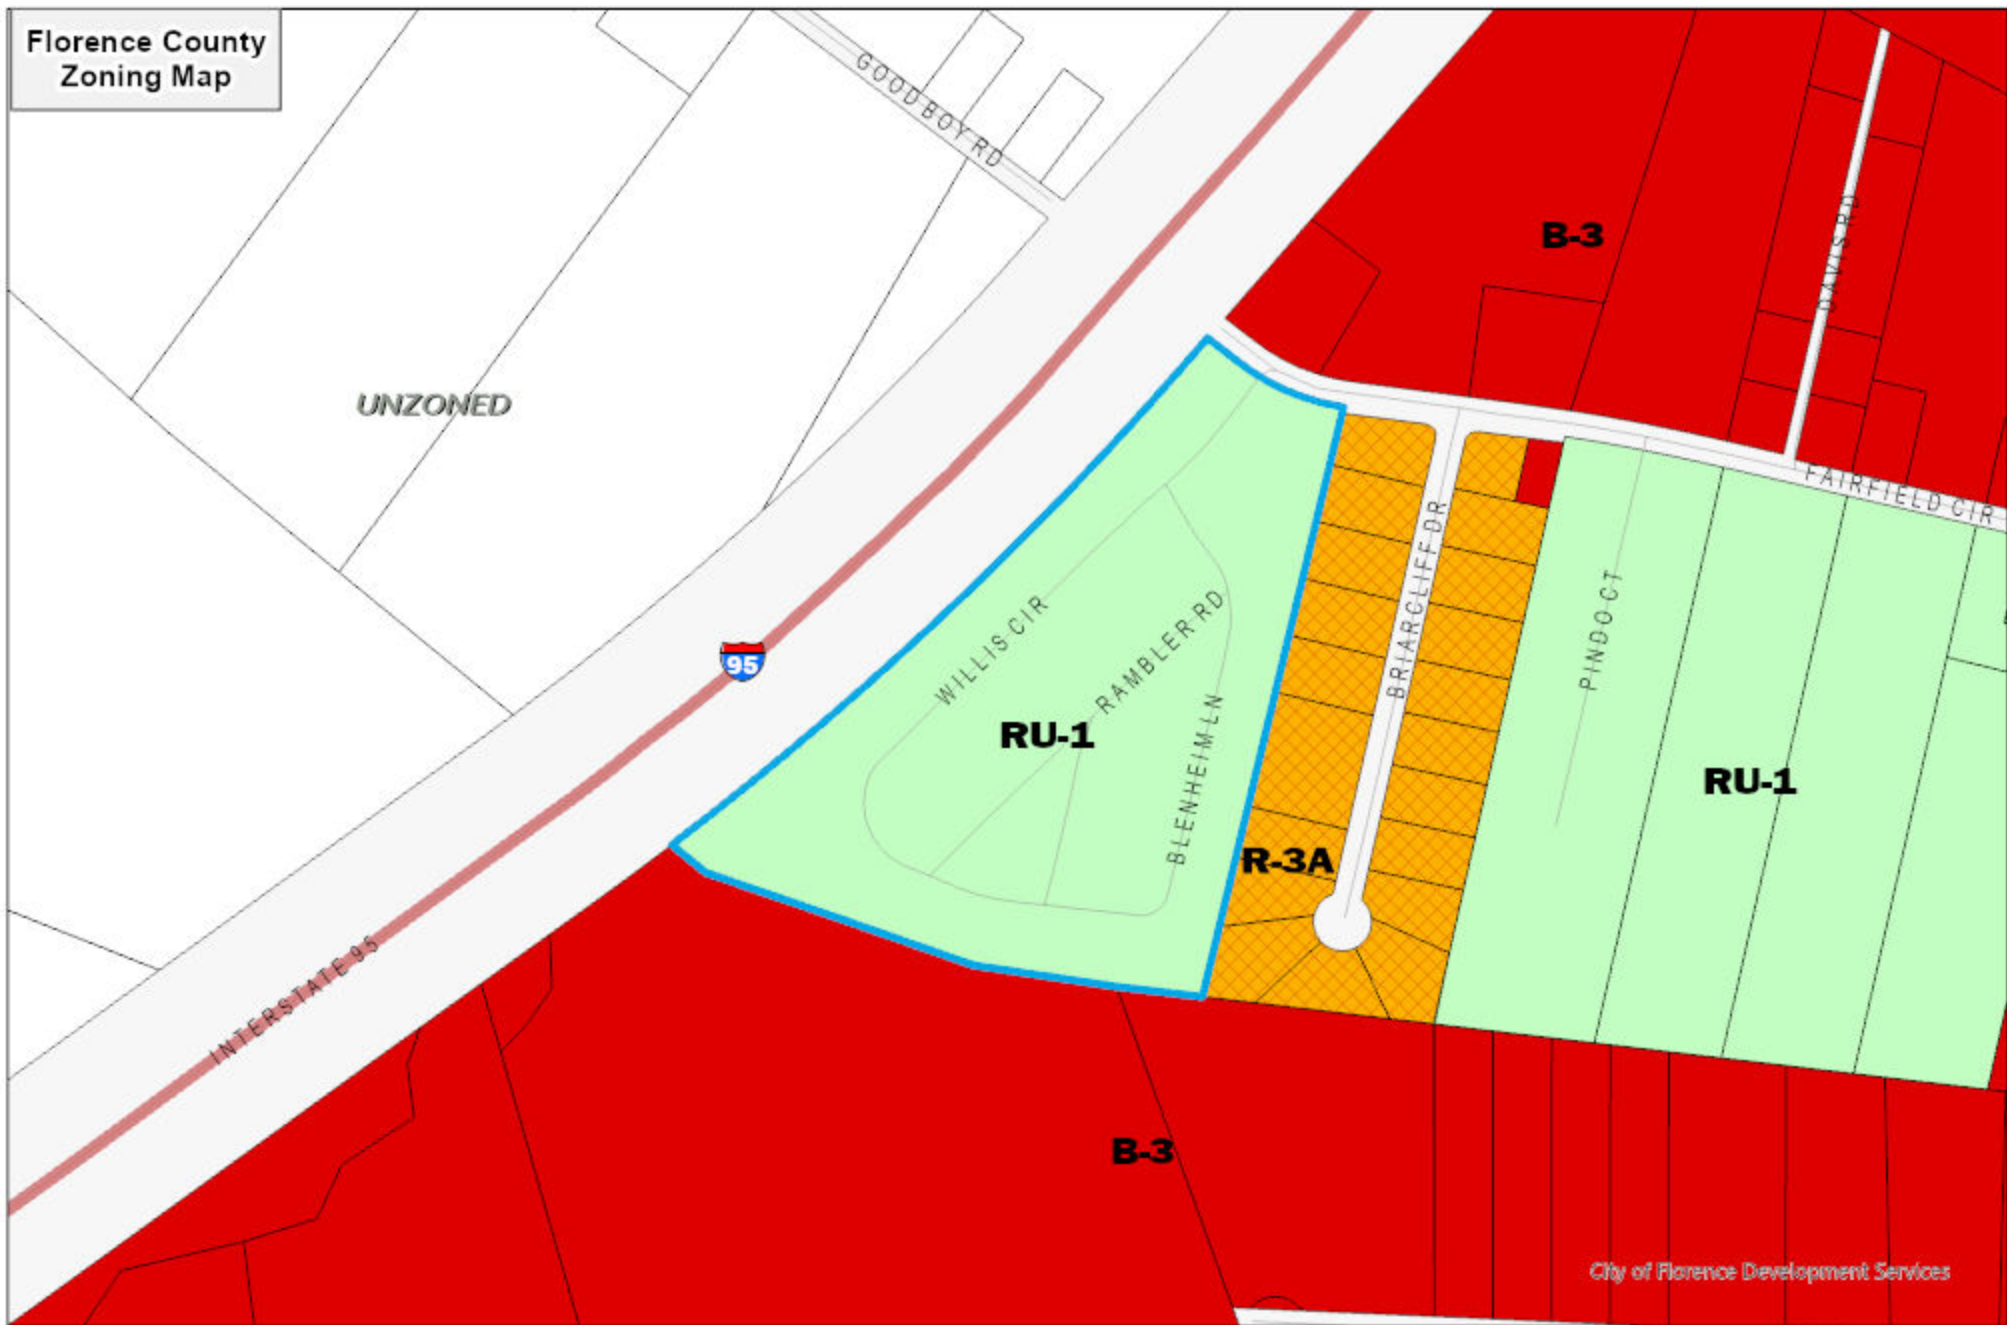 Florence County
Zoning Map
GOODBOY RD
B-3
DAVIS RD
UNZONED
FAIRFIELD CIR
BRIARCLIFF DR
PINDO CT
WILLIS CIR
RAMBLER RD
95
RU-1
BLENHEIM LN
RU-1
R-3A
INTERSTATE 95
B-3
City of Florence Development Services